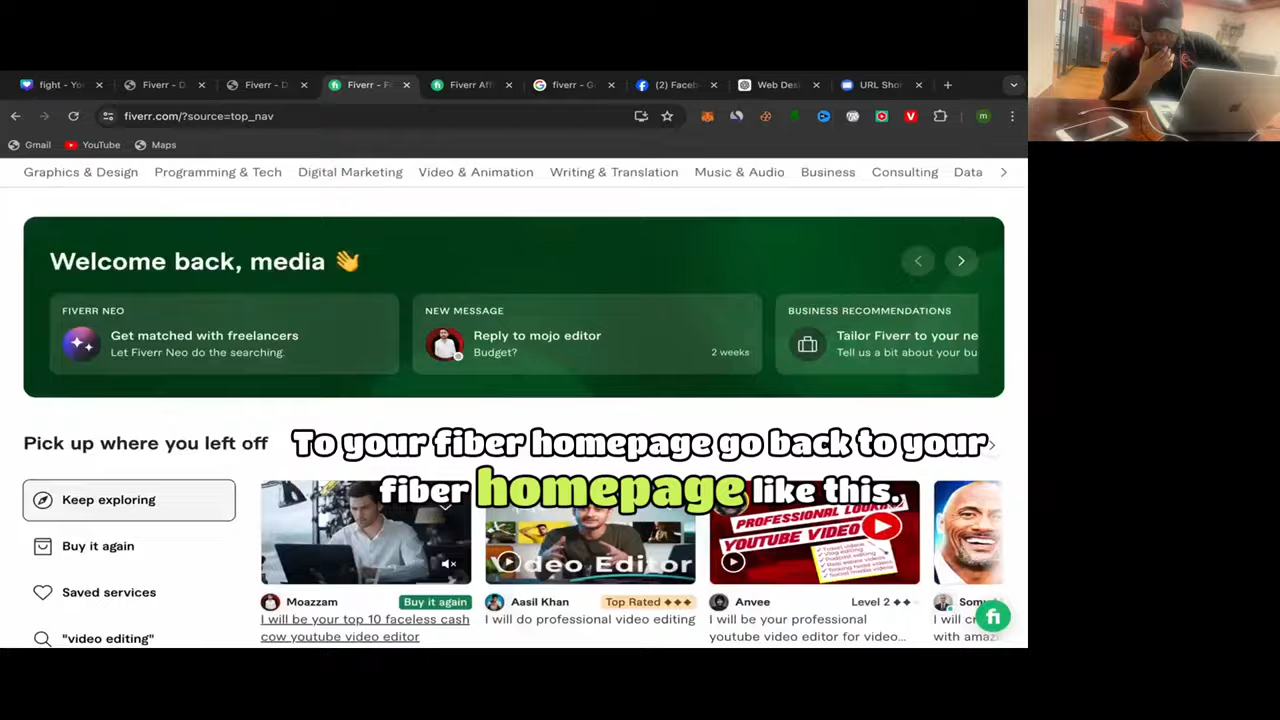 fight - Yo
Fiverr - D
Fiverr - D
Fiverr - F
Fiverr Aff
fiverr - G
(2) Faceb
Web Desi
URL Shor
fiverr.com/?source=top_nav
Gmail
YouTube
Maps
Graphics & Design
Programming & Tech
Digital Marketing
Video & Animation
Writing & Translation
Music & Audio
Business
Consulting
Data
Welcome back, media 👋
FIVERR NEO
Get matched with freelancers
Let Fiverr Neo do the searching.
NEW MESSAGE
Reply to mojo editor
Budget?
2 weeks
BUSINESS RECOMMENDATIONS
Tailor Fiverr to your ne
Tell us a bit about your bu
Pick up where you left off
To your fiber homepage go back to your
fiber homepage like this.
Keep exploring
Buy it again
Saved services
"video editing"
deo Editor
PROFESSIONAL LOOK
YOUTUBE VIDEO
Moazzam
Buy it again
I will be your top 10 faceless cash
cow youtube video editor
Aasil Khan
Top Rated
I will do professional video editing
Anvee
Level 2
I will be your professional
youtube video editor for video...
Som
I will cr
with amaz
fi